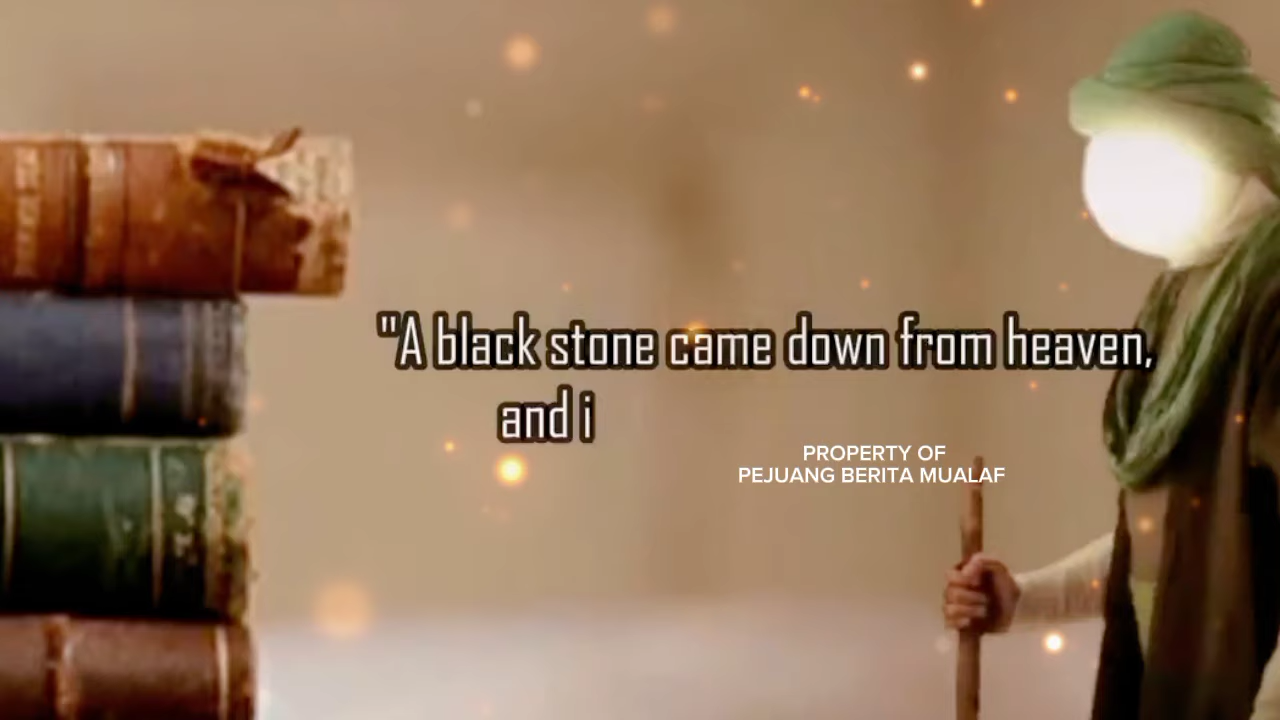 "A black stone came down from heaven,
and i
PROPERTY OF
PEJUANG BERITA MUALAF